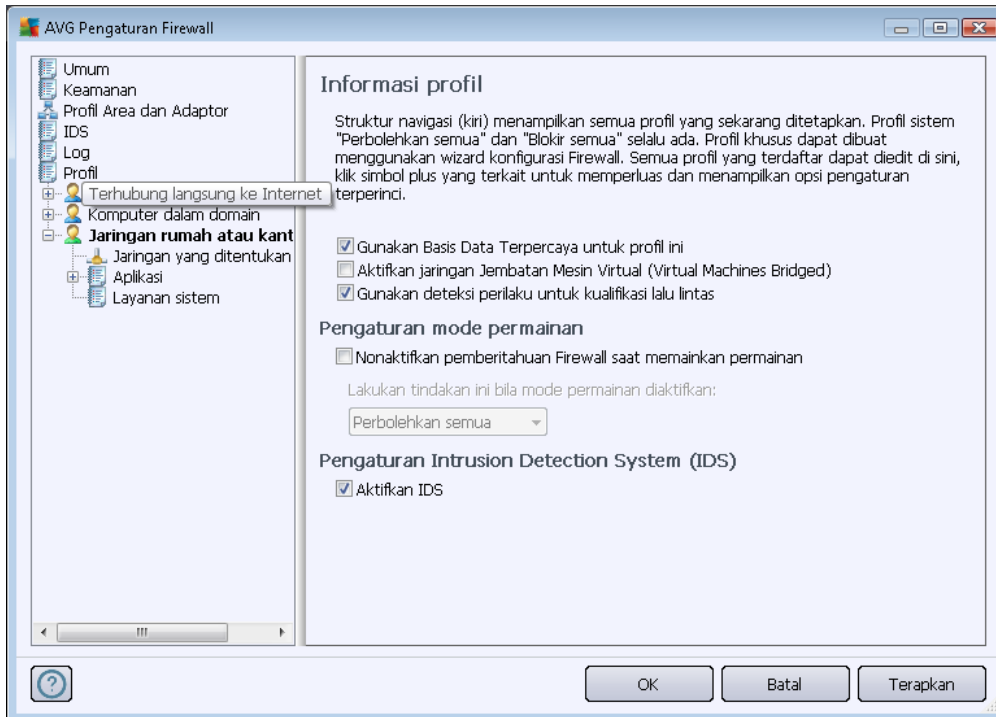 AVG Pengaturan Firewall
Umum
Keamanan
Profil Area dan Adaptor
IDS
Log
Profil
Terhubung langsung ke Internet
Komputer dalam domain
Jaringan rumah atau kant
Jaringan yang ditentukan
Aplikasi
Layanan sistem
Informasi profil
Struktur navigasi (kiri) menampilkan semua profil yang sekarang ditetapkan. Profil sistem
"Perbolehkan semua" dan "Blokir semua" selalu ada. Profil khusus dapat dibuat
menggunakan wizard konfigurasi Firewall. Semua profil yang terdaftar dapat diedit di sini,
klik simbol plus yang terkait untuk memperluas dan menampilkan opsi pengaturan
terperinci.
Gunakan Basis Data Terpercaya untuk profil ini
Aktifkan jaringan Jembatan Mesin Virtual (Virtual Machines Bridged)
Gunakan deteksi perilaku untuk kualifikasi lalu lintas
Pengaturan mode permainan
Nonaktifkan pemberitahuan Firewall saat memainkan permainan
Lakukan tindakan ini bila mode permainan diaktifkan:
Perbolehkan semua
Pengaturan Intrusion Detection System (IDS)
Aktifkan IDS
OK
Batal
Terapkan